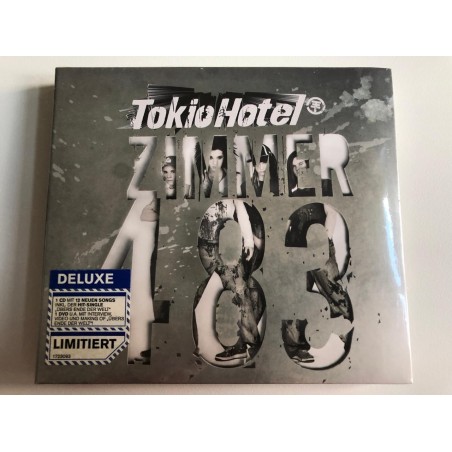 Tokio Hotel
ZIMMER
483
DELUXE
1 CD MIT 12 NEUEN SONGS
INKL. DER HIT-SINGLE
„ÜBERS ENDE DER WELT“
1 DVD U.A. MIT INTERVIEW,
VIDEO UND MAKING OF „ÜBERS
ENDE DER WELT“!
LIMITIERT